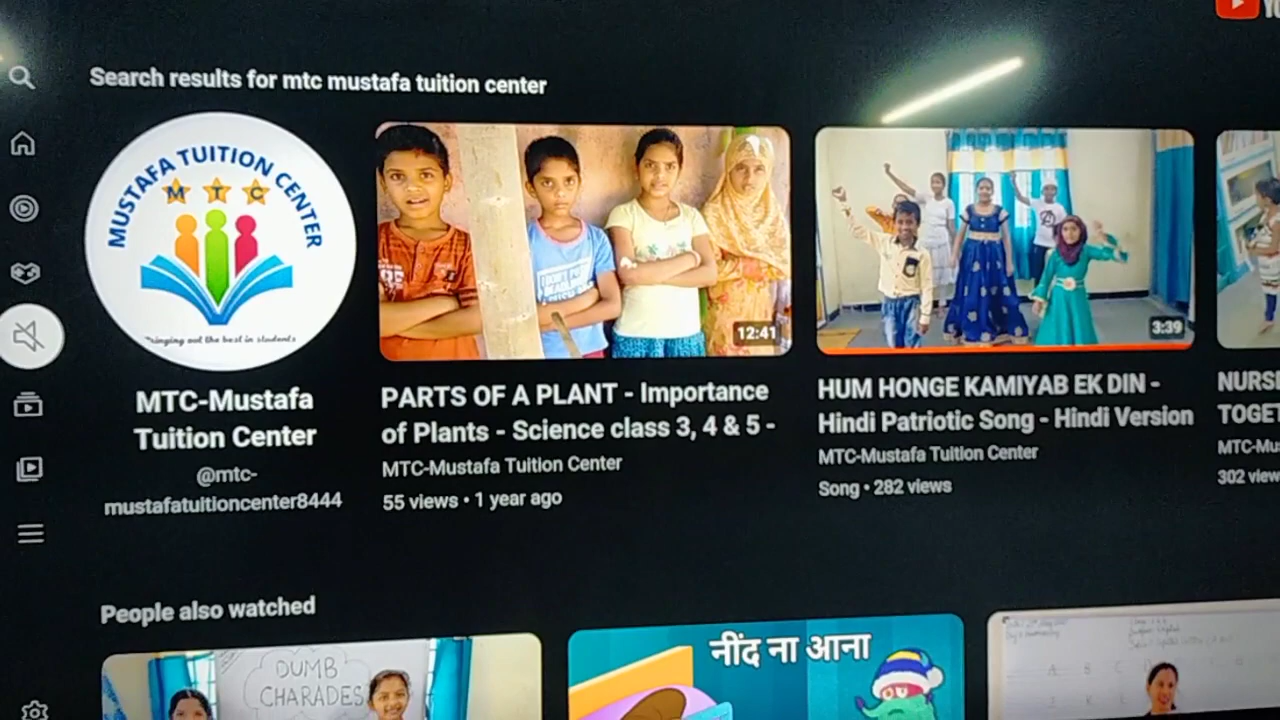 Search results for mtc mustafa tuition center
MUSTAFA TUITION CENTER
M T C
MTC-Mustafa
Tuition Center
@mtc-
mustafatuitioncenter8444
12:41
PARTS OF A PLANT - Importance
of Plants - Science class 3, 4 & 5 -
MTC-Mustafa Tuition Center
55 views • 1 year ago
3:39
HUM HONGE KAMIYAB EK DIN -
Hindi Patriotic Song - Hindi Version
MTC-Mustafa Tuition Center
Song • 282 views
TOGET
302 view
People also watched
DUMB
CHARADES
नींद ना आना